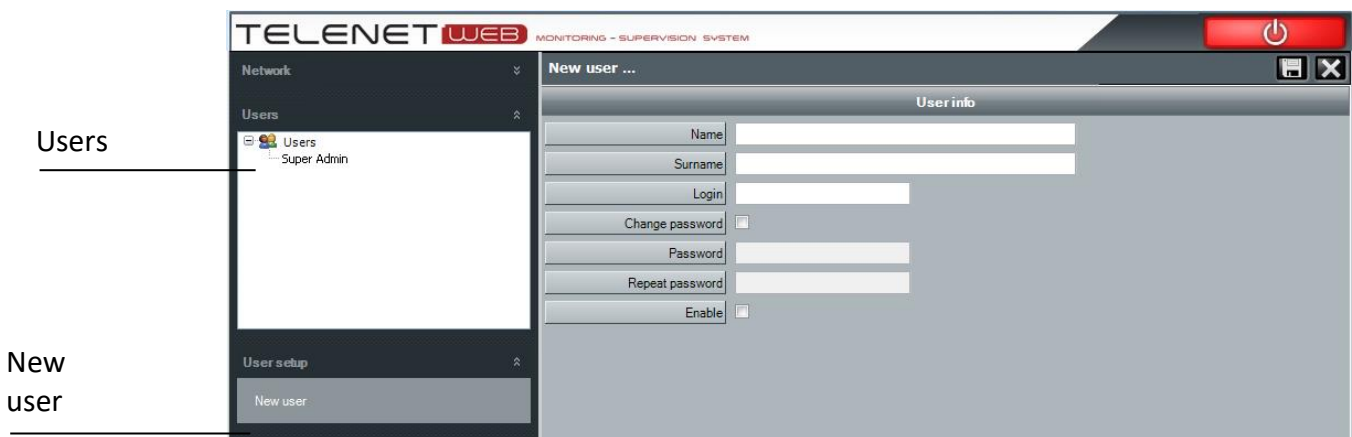 TELENET WEB MONITORING - SUPERVISION SYSTEM
Network
New user ...
Users
User info
Users
Users
Super Admin
Name
Surname
Login
Change password
Password
Repeat password
Enable
User setup
New
user
New user